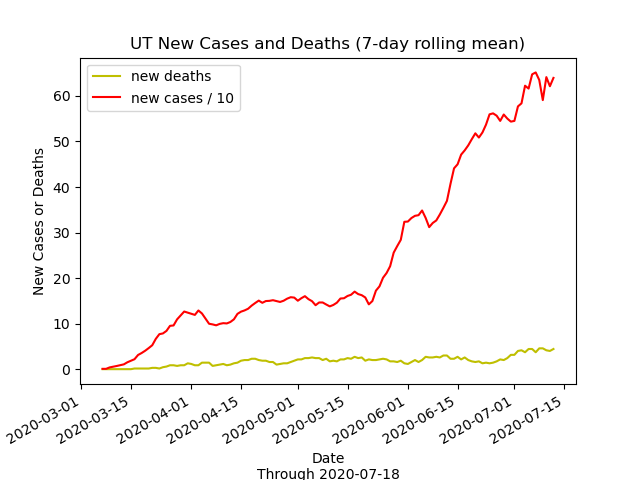 UT New Cases and Deaths (7-day rolling mean)
new deaths
new cases / 10
New Cases or Deaths
60
50
40
30
20
10
0
2020-03-01
2020-03-15
2020-04-01
2020-04-15
2020-05-01
2020-05-15
2020-06-01
2020-06-15
2020-07-01
2020-07-15
Date
Through 2020-07-18